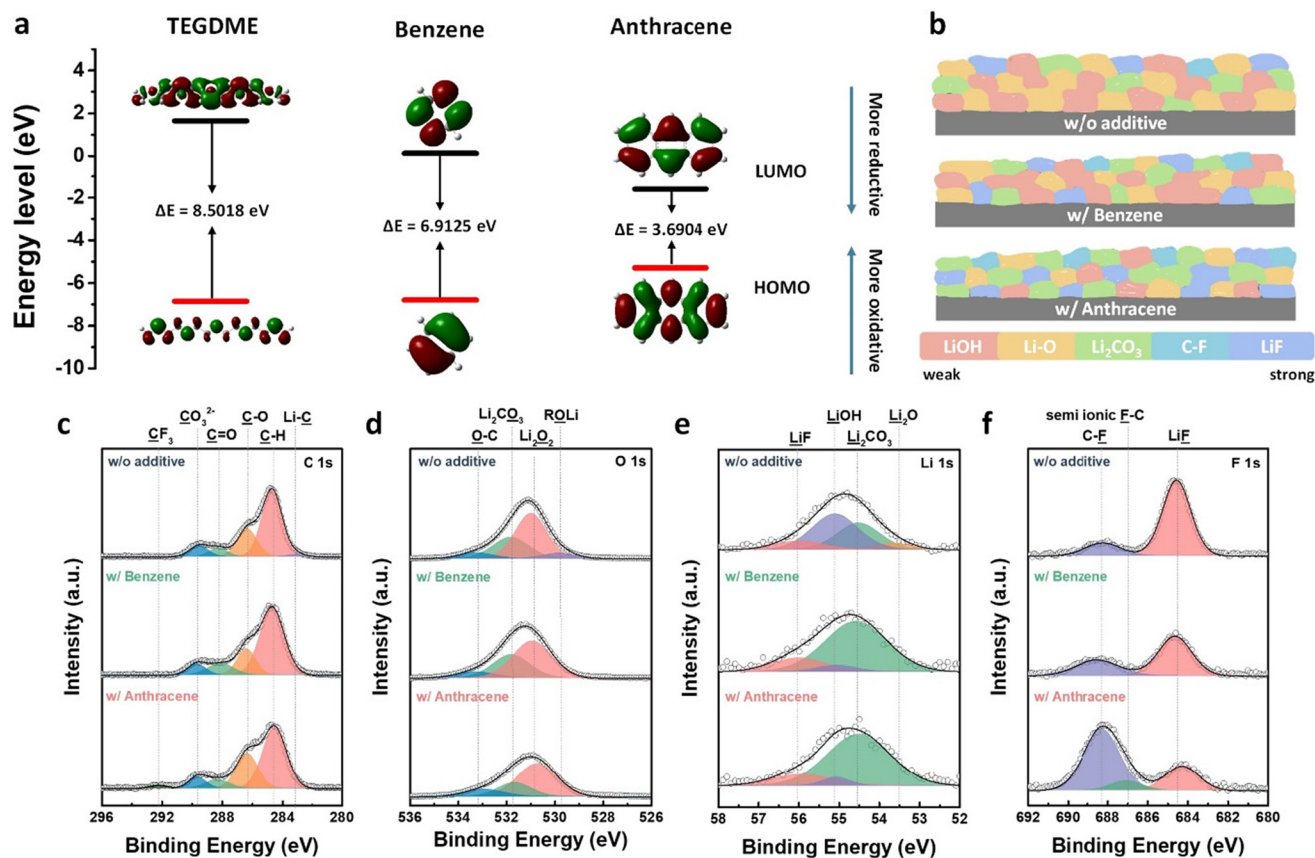 a
TEGDME
Benzene
Anthracene
Energy level (eV)
4
2
0
-2
-4
-6
-8
-10
ΔE = 8.5018 eV
ΔE = 6.9125 eV
ΔE = 3.6904 eV
LUMO
HOMO
More reductive
More oxidative
b
w/o additive
w/ Benzene
w/ Anthracene
LiOH Li-O Li₂CO₃ C-F LiF
weak strong
c
CF₃ CO₃²⁻ C=O C-O C-H Li-C
w/o additive
C 1s
w/ Benzene
w/ Anthracene
Intensity (a.u.)
296 292 288 284 280
Binding Energy (eV)
d
Li₂CO₃ ROLi
O-C Li₂O₂
w/o additive
O 1s
w/ Benzene
w/ Anthracene
Intensity (a.u.)
536 534 532 530 528 526
Binding Energy (eV)
e
LiOH Li₂O
LiF Li₂CO₃
w/o additive
Li 1s
w/ Benzene
w/ Anthracene
Intensity (a.u.)
58 57 56 55 54 53 52
Binding Energy (eV)
f
semi ionic F-C
C-F LiF
w/o additive
F 1s
w/ Benzene
w/ Anthracene
Intensity (a.u.)
692 690 688 686 684 682 680
Binding Energy (eV)